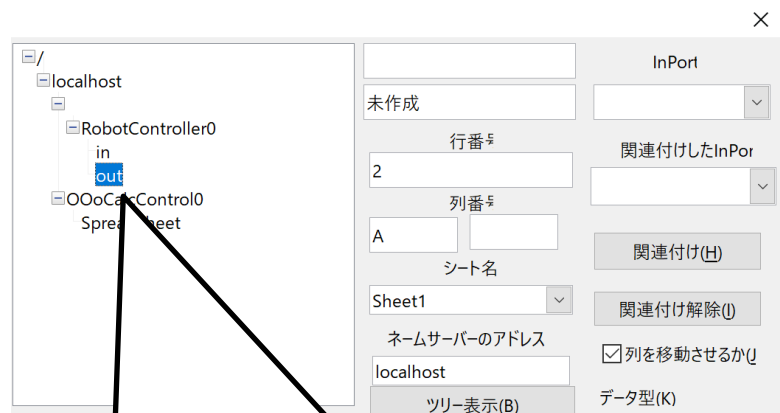 /
localhost
RobotController0
in
out
OOoCalcControl0
未作成
行番号
2
列番号
A
シート名
Sheet1
ネームサーバーのアドレス
localhost
ツリー表示(B)
InPort
関連付けしたInPor
関連付け(H)
関連付け解除(I)
列を移動させるか(J
データ型(K)